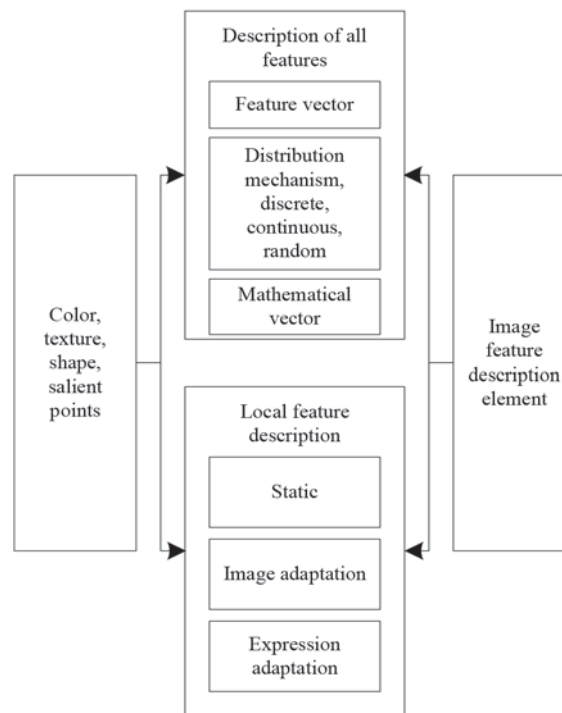 Description of all
features
Feature vector
Distribution
mechanism,
discrete,
continuous,
random
Mathematical
vector
Color,
texture,
shape,
salient
points
Image
feature
description
element
Local feature
description
Static
Image adaptation
Expression
adaptation